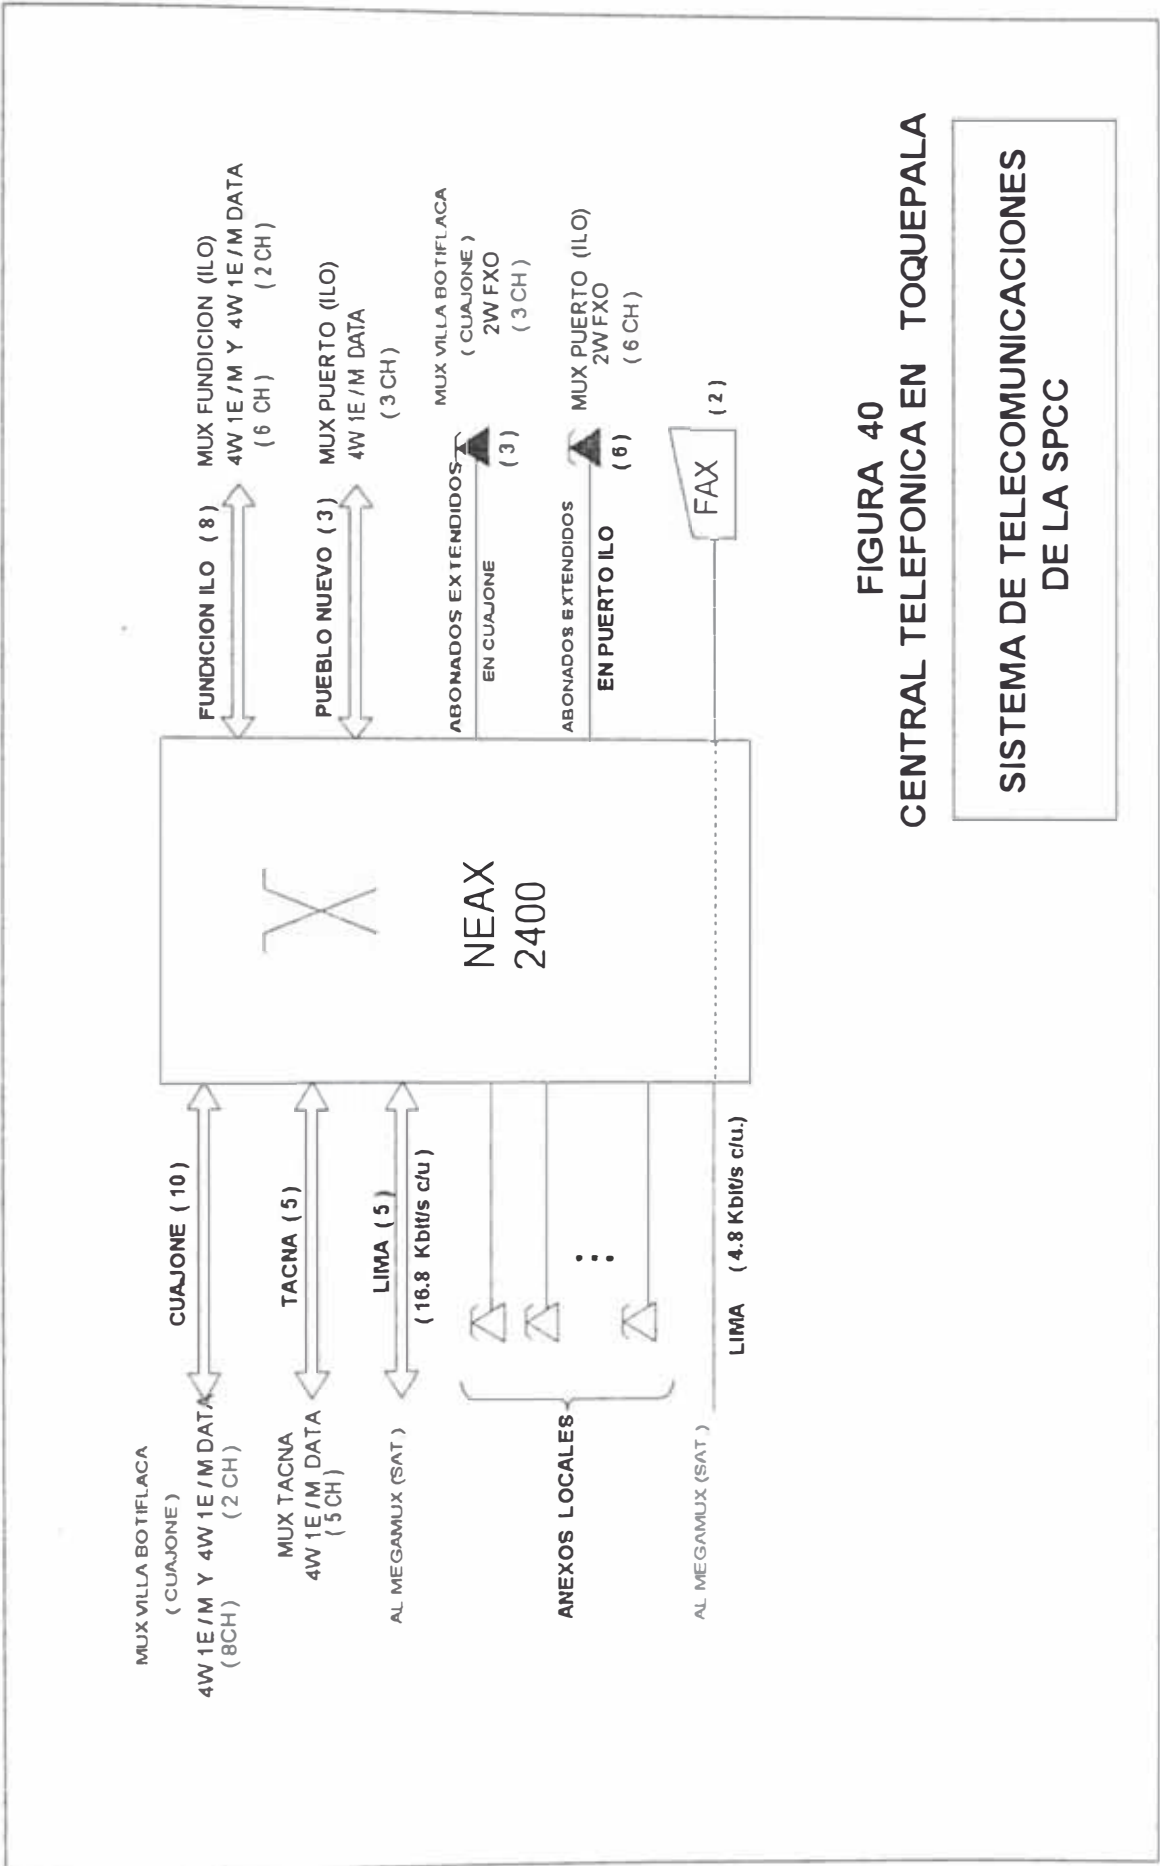 MUX VILLA BOTIFLACA
( CUAJONE )
4W 1E / M Y 4W 1E / M DATA
( 8CH ) ( 2 CH )
CUAJONE ( 10 )
MUX TACNA
4W 1E / M DATA
( 5 CH )
TACNA ( 5 )
AL MEGAMUX (SAT )
LIMA ( 5 )
( 16.8 Kbit/s c/u )
ANEXOS LOCALES
AL MEGAMUX (SAT )
LIMA ( 4.8 Kbit/s c/u.)
NEAX
2400
FUNDICION ILO ( 8 )
MUX FUNDICION (ILO)
4W 1E / M Y 4W 1E / M DATA
( 6 CH ) ( 2 CH )
PUEBLO NUEVO ( 3 )
MUX PUERTO (ILO)
4W 1E / M DATA
( 3 CH )
ABONADOS EXTENDIDOS
EN CUAJONE
( 3 )
MUX VILLA BOTIFLACA
( CUAJONE )
2W FXO
( 3 CH )
ABONADOS EXTENDIDOS
EN PUERTO ILO
( 6 )
MUX PUERTO (ILO)
2W FXO
( 6 CH )
FAX
( 2 )
FIGURA 40
CENTRAL TELEFONICA EN TOQUEPALA
SISTEMA DE TELECOMUNICACIONES
DE LA SPCC